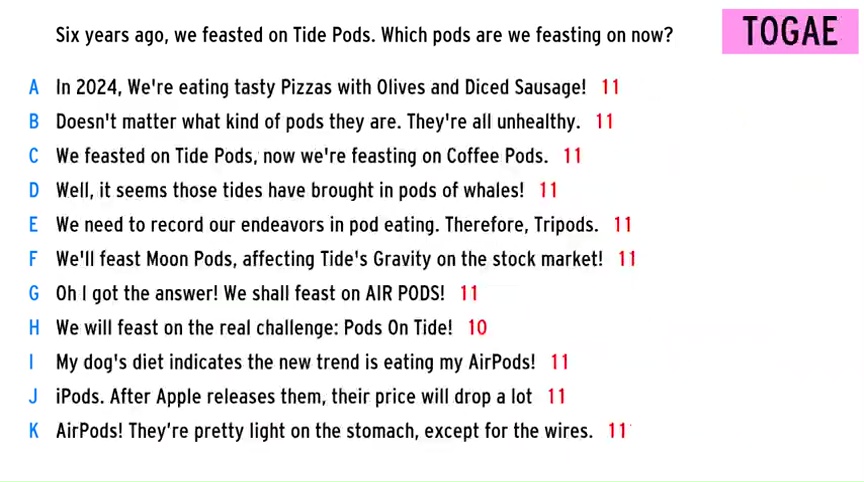 Six years ago, we feasted on Tide Pods. Which pods are we feasting on now?
TOGAE
A In 2024, We're eating tasty Pizzas with Olives and Diced Sausage! 11
B Doesn't matter what kind of pods they are. They're all unhealthy. 11
C We feasted on Tide Pods, now we're feasting on Coffee Pods. 11
D Well, it seems those tides have brought in pods of whales! 11
E We need to record our endeavors in pod eating. Therefore, Tripods. 11
F We'll feast Moon Pods, affecting Tide's Gravity on the stock market! 11
G Oh I got the answer! We shall feast on AIR PODS! 11
H We will feast on the real challenge: Pods On Tide! 10
I My dog's diet indicates the new trend is eating my AirPods! 11
J iPods. After Apple releases them, their price will drop a lot 11
K AirPods! They're pretty light on the stomach, except for the wires. 11